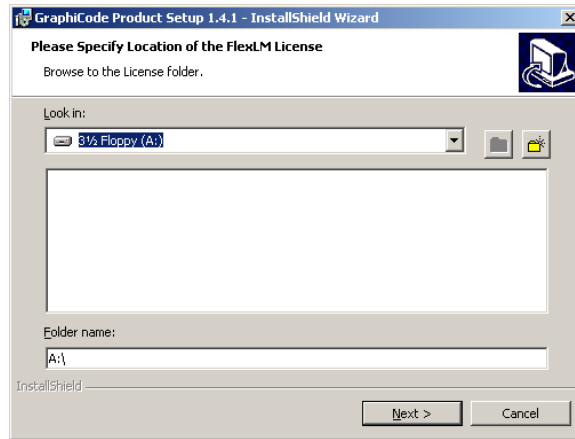 GraphiCode Product Setup 1.4.1 - InstallShield Wizard
Please Specify Location of the FlexLM License
Browse to the License folder.
Look in:
3½ Floppy (A:)
Folder name:
A:\
InstallShield
Next >
Cancel